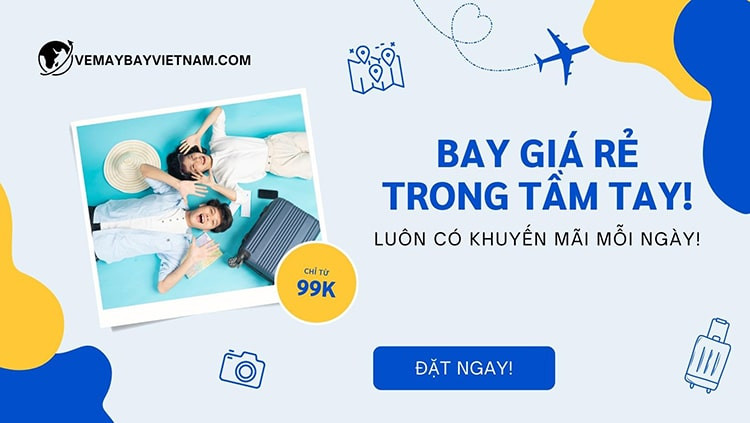 VEMAYBAYVIETNAM.COM
BAY GIÁ RẺ
TRONG TẦM TAY!
LUÔN CÓ KHUYẾN MÃI MỖI NGÀY!
CHỈ TỪ
99K
ĐẶT NGAY!